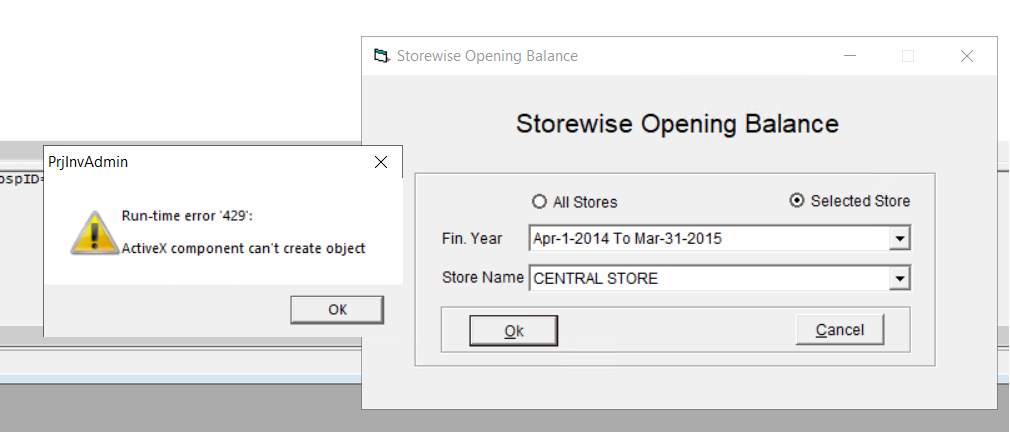 Storewise Opening Balance
Storewise Opening Balance
PrjInvAdmin
ospID=
Run-time error '429':
ActiveX component can't create object
OK
All Stores
Selected Store
Fin. Year
Apr-1-2014 To Mar-31-2015
Store Name
CENTRAL STORE
Ok
Cancel